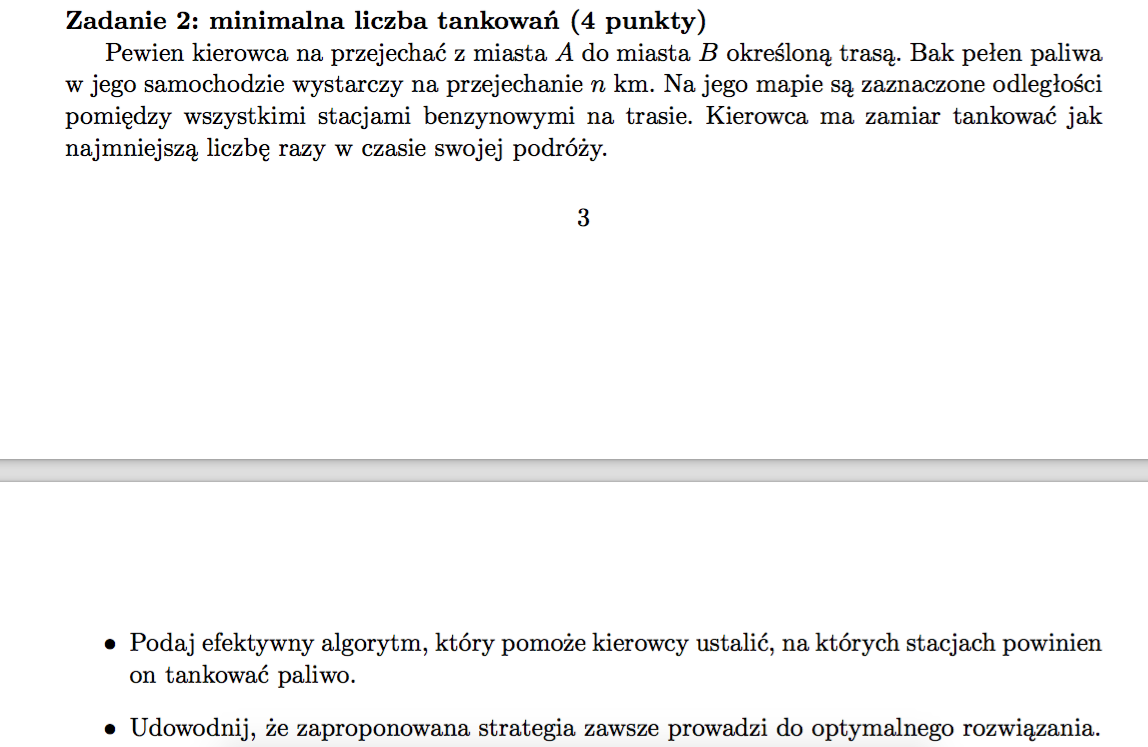 Zadanie 2: minimalna liczba tankowań (4 punkty)
Pewien kierowca na przejechać z miasta A do miasta B określoną trasą. Bak pełen paliwa
w jego samochodzie wystarczy na przejechanie n km. Na jego mapie są zaznaczone odległości
pomiędzy wszystkimi stacjami benzynowymi na trasie. Kierowca ma zamiar tankować jak
najmniejszą liczbę razy w czasie swojej podróży.
3
• Podaj efektywny algorytm, który pomoże kierowcy ustalić, na których stacjach powinien
on tankować paliwo.
• Udowodnij, że zaproponowana strategia zawsze prowadzi do optymalnego rozwiązania.